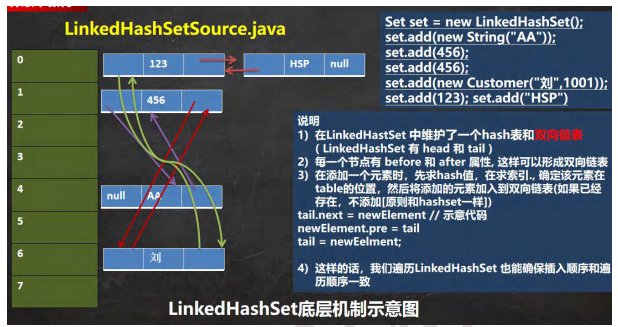 LinkedHashSetSource.java
Set set = new LinkedHashSet();
set.add(new String("AA"));
set.add(456);
set.add(456);
set.add(new Customer("刘",1001));
set.add(123); set.add("HSP")
0
123
HSP
null
1
456
2
3
4
null
AA
5
6
刘
7
说明
1) 在LinkedHastSet 中维护了一个hash表和双向链表
( LinkedHashSet 有 head 和 tail )
2) 每一个节点有 before 和 after 属性, 这样可以形成双向链表
3) 在添加一个元素时，先求hash值，在求索引., 确定该元素在
table的位置，然后将添加的元素加入到双向链表(如果已经
存在，不添加[原则和hashset一样])
tail.next = newElement // 示意代码
newElement.pre = tail
tail = newEelment;
4) 这样的话，我们遍历LinkedHashSet 也能确保插入顺序和遍
历顺序一致
LinkedHashSet底层机制示意图